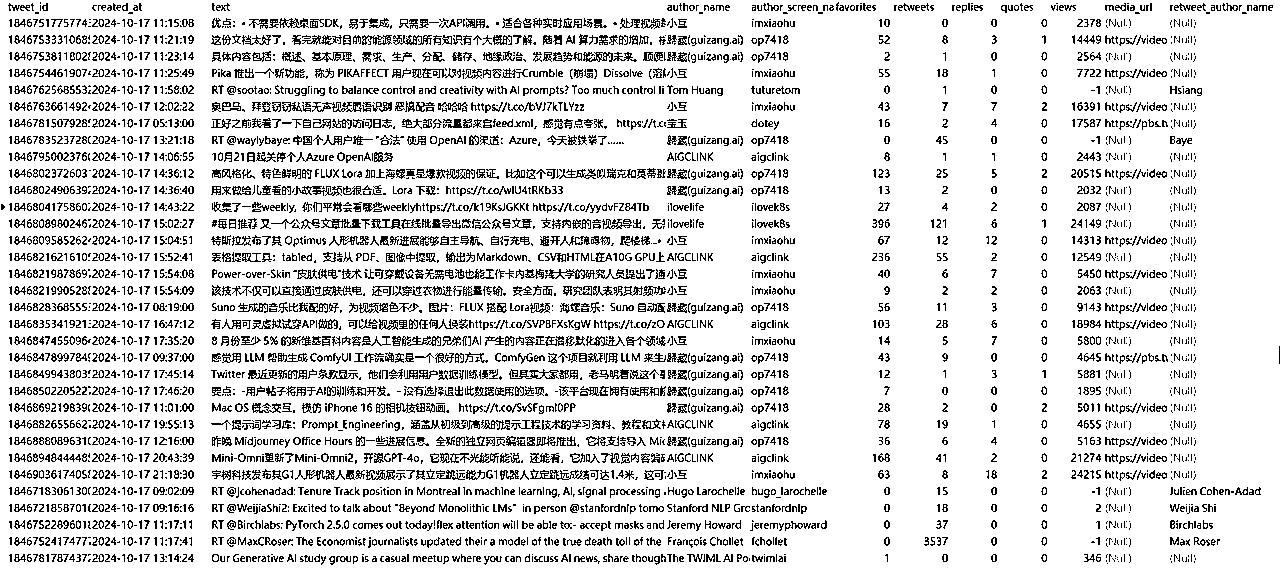 tweet_id created_at text author_name author_screen_na favorites retweets replies quotes views media_url retweet_author_name
184651775774: 2024-10-17 11:15:08 优点：• 不需要依赖桌面SDK，易于集成，只需要一次API调用。• 适合各种实时应用场景。• 处理视频 imxiaohu 10 0 0 0 2378 (Null) (Null)
184675333106 2024-10-17 11:21:19 这份文档太好了，看完就能对目前的能源领域的所有知识有个大概的了解。随着 AI 算力需求的增加， (guizang.ai) op7418 52 8 3 1 14449 https://video (Null)
184675381180 2024-10-17 11:23:14 具体内容包括：概述、基本原理、需求、生产、分配、储存、地缘政治、发展趋势和能源的未来。 (guizang.ai) op7418 2 1 0 0 2564 (Null) (Null)
184675446190 2024-10-17 11:25:49 Pika 推出一个新功能，称为 PIKAFFECT 用户现在可以对视频内容进行Crumble（崩塌）Dissolve 小互 imxiaohu 55 18 1 0 7722 https://video (Null)
184676256855 2024-10-17 11:58:02 RT @sootao: Struggling to balance control and creativity with AI prompts? Too much control li Tom Huang tuturetom 0 1 0 0 -1 (Null) Hsiang
184676366149 2024-10-17 12:02:22 奥巴马、拜登窃窃私语无声视频唇语识别 恶搞配音 哈哈哈 https://t.co/bVJ7kTLYzz 小互 imxiaohu 43 7 7 2 16391 https://video (Null)
184678150792 2024-10-17 05:13:00 正好之前我看了一下自己网站的访问日志，绝大部分流量都来自feed.xml，感觉有点夸张。 https://t.c 宝玉 dotey 16 2 4 0 17587 https://pbs.t (Null)
184678352372 2024-10-17 13:21:18 RT @waylybaye: 中国个人用户唯一 “合法” 使用 OpenAI 的渠道：Azure，今天被铁拳了…… (guizang.ai) op7418 0 45 0 0 -1 (Null) Baye
184679500237 2024-10-17 14:06:55 10月21日起关停个人Azure OpenAI服务 AIGCLINK aigclink 8 1 1 0 2443 (Null) (Null)
184680237260 2024-10-17 14:36:12 高风格化、特色鲜明的 FLUX Lora 加上海螺真是爆款视频的保证。比如这个可以生成类似瑞克和莫蒂 (guizang.ai) op7418 123 25 5 2 20515 https://video (Null)
184680249063 2024-10-17 14:36:40 用来做给儿童看的小故事视频也很合适。Lora 下载：https://t.co/wIU4tRKb33 (guizang.ai) op7418 13 2 0 0 2032 (Null) (Null)
184680417586 2024-10-17 14:43:22 收集了一些weekly，你们平常会看哪些weeklyhttps://t.co/k19KsJGKKt https://t.co/yydvFZ84Tb ilovelife ilovek8s 27 4 2 0 2087 (Null) (Null)
184680898024 2024-10-17 15:02:27 #每日推荐 又一个公众号文章批量下载工具在线批量导出微信公众号文章，支持内嵌的音视频导出， ilovelife ilovek8s 396 121 6 1 24149 https://video (Null)
184680958526 2024-10-17 15:04:51 特斯拉发布了其 Optimus 人形机器人最新进展能够自主导航、自行充电、避开人和障碍物，爬楼梯...• 小互 imxiaohu 67 12 12 0 14313 https://video (Null)
184682162161 2024-10-17 15:52:41 表格提取工具：tabled，支持从 PDF、图像中提取，输出为Markdown、CSV和HTML在A10G GPU上 AIGCLINK aigclink 236 55 2 0 12549 https://video (Null)
184682197869 2024-10-17 15:54:08 Power-over-Skin “皮肤供电”技术 让可穿戴设备无需电池也能工作卡内基梅隆大学的研究人员提出了 小互 imxiaohu 40 6 7 0 5450 https://video (Null)
184682199052 2024-10-17 15:54:09 该技术不仅可以直接通过皮肤供电，还可以穿过衣物进行能量传输。安全方面，研究团队表明其射频 小互 imxiaohu 9 2 2 0 2063 (Null) (Null)
184682836855 2024-10-17 08:19:00 Suno 生成的音乐比我配的好，为视频增色不少。图片：FLUX 搭配 Lora视频：海螺音乐：Suno 自动 (guizang.ai) op7418 56 11 3 0 9143 https://video (Null)
184683534192 2024-10-17 16:47:12 有人用可灵虚拟试穿API做的，可以给视频里的任何人换装https://t.co/SVPBFXsKgW https://t.co/zO AIGCLINK aigclink 103 28 6 0 18984 https://video (Null)
184684745509 2024-10-17 17:35:20 8 月份至少 5% 的新维基百科内容是人工智能生成的兄弟们AI 产生的内容正在潜移默化的进入各个领域 小互 imxiaohu 14 5 7 0 5800 https://video (Null)
184684789978 2024-10-17 09:37:00 感觉用 LLM 帮助生成 ComfyUI 工作流确实是一个很好的方式。ComfyGen 这个项目就利用 LLM 来生 (guizang.ai) op7418 43 9 0 0 4645 https://pbs.t (Null)
184684994380 2024-10-17 17:45:14 Twitter 最近更新的用户条款显示，他们会利用用户数据训练模型。但其实大家都用，老马明着说这个 (guizang.ai) op7418 12 1 3 1 5881 https://video (Null)
184685022052 2024-10-17 17:46:20 要点：-用户帖子将用于AI的训练和开发。- 没有选择退出此数据使用的选项。-该平台现在拥有使用和 (guizang.ai) op7418 7 0 0 0 1895 (Null) (Null)
184686921983 2024-10-17 11:01:00 Mac OS 概念交互，模仿 iPhone 16 的相机按钮动画。 https://t.co/SvSFgmI0PP (guizang.ai) op7418 28 2 0 2 5011 https://video (Null)
184688265566 2024-10-17 19:55:13 一个提示词学习库：Prompt_Engineering，涵盖从初级到高级的提示工程技术的学习资料、教程和文 AIGCLINK aigclink 78 19 1 0 4655 https://video (Null)
184688808963 2024-10-17 12:16:00 昨晚 Midjourney Office Hours 的一些进展信息。全新的独立网页编辑器即将推出，它将支持导入 Mi (guizang.ai) op7418 36 6 4 0 5163 https://video (Null)
184689484444 2024-10-17 20:43:39 Mini-Omni更新了Mini-Omni2，开源GPT-4o，它现在不光能听能说，还能看，它加入了视觉内容 AIGCLINK aigclink 168 41 2 0 21274 https://video (Null)
184690361740 2024-10-17 21:18:30 宇树科技发布其G1人形机器人最新视频展示了其立定跳远能力G1机器人立定跳远成绩可达1.4米， 小互 imxiaohu 63 8 18 2 24215 https://video (Null)
184671830613 2024-10-17 09:02:09 RT @Jcohenadad: Tenure Track position in Montreal in machine learning, AI, signal processing Hugo Larochelle hugo_larochelle 0 15 0 0 -1 (Null) Julien Cohen-Adad
184672185870 2024-10-17 09:16:16 RT @WeijiaShi2: Excited to talk about "Beyond Monolithic LMs" in person @stanfordnlp tomo Stanford NLP Gro stanfordnlp 0 18 0 0 2 (Null) Weijia Shi
184675228960 2024-10-17 11:17:11 RT @Birchlabs: PyTorch 2.5.0 comes out today!flex attention will be able to:- accept masks and Jeremy Howard jeremyphoward 0 37 0 0 1 (Null) Birchlabs
184675241747 2024-10-17 11:17:41 RT @MaxCRoser: The Economist journalists updated their a model of the true death toll of the François Chollet fchollet 0 3537 0 0 -1 (Null) Max Roser
184678178743 2024-10-17 13:14:24 Our Generative AI study group is a casual meetup where you can discuss AI news, share though The TWIML AI Po twimlai 1 0 0 0 346 (Null) (Null)